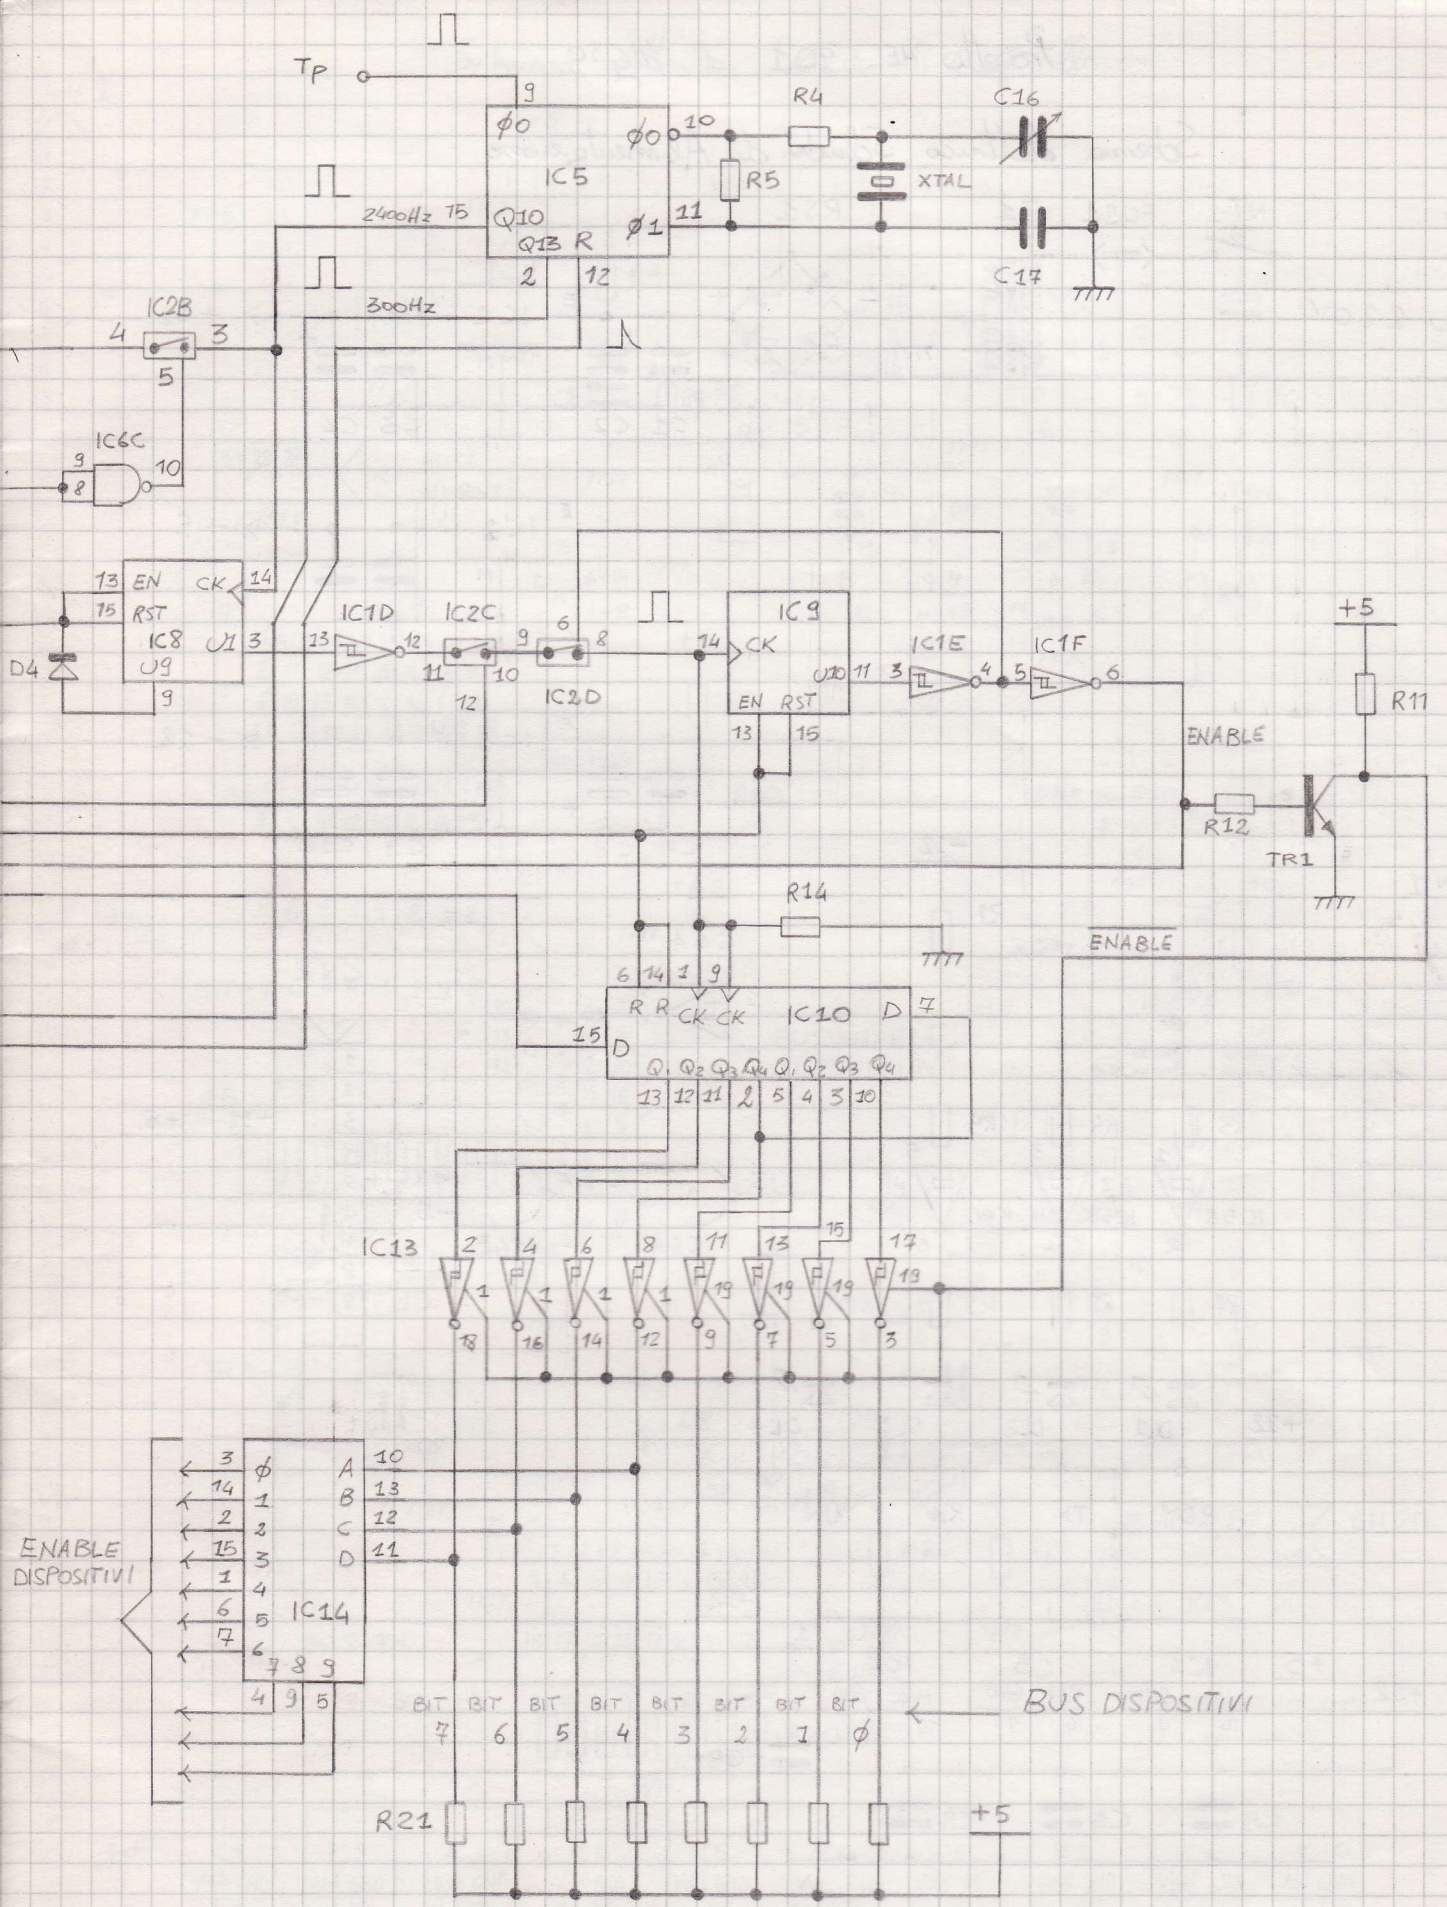 TP
9
R4
C16
φ0
φ0
10
IC5
R5
XTAL
2400Hz 15
Q10
φ1
11
Q13 R
2
12
C17
300Hz
IC2B
4
3
5
IC6C
9
8
10
13 EN
CK
14
15 RST
IC8
U1
3
U9
9
D4
IC1D
13
12
IC2C
11
10
12
9
6
8
IC2D
14
CK
IC9
U10
11
EN RST
13
15
IC1E
3
4
IC1F
5
6
+5
R11
ENABLE
R12
TR1
R14
ENABLE
6 14 1 9
R R CK CK
IC10
D
7
15
D
Q1 Q2 Q3 Q4 Q1 Q2 Q3 Q4
13 12 11 2 5 4 3 10
IC13
2 4 6 8 11 13 15 17
1 1 1 1 19 19 19 19
18 16 14 12 9 7 5 3
3 φ A 10
14 1 B 13
2 2 C 12
15 3 D 11
1 4
6 5 IC14
7 6
7 8 9
4 9 5
ENABLE
DISPOSITIVI
BIT BIT BIT BIT BIT BIT BIT BIT
7 6 5 4 3 2 1 φ
BUS DISPOSITIVI
R21
+5